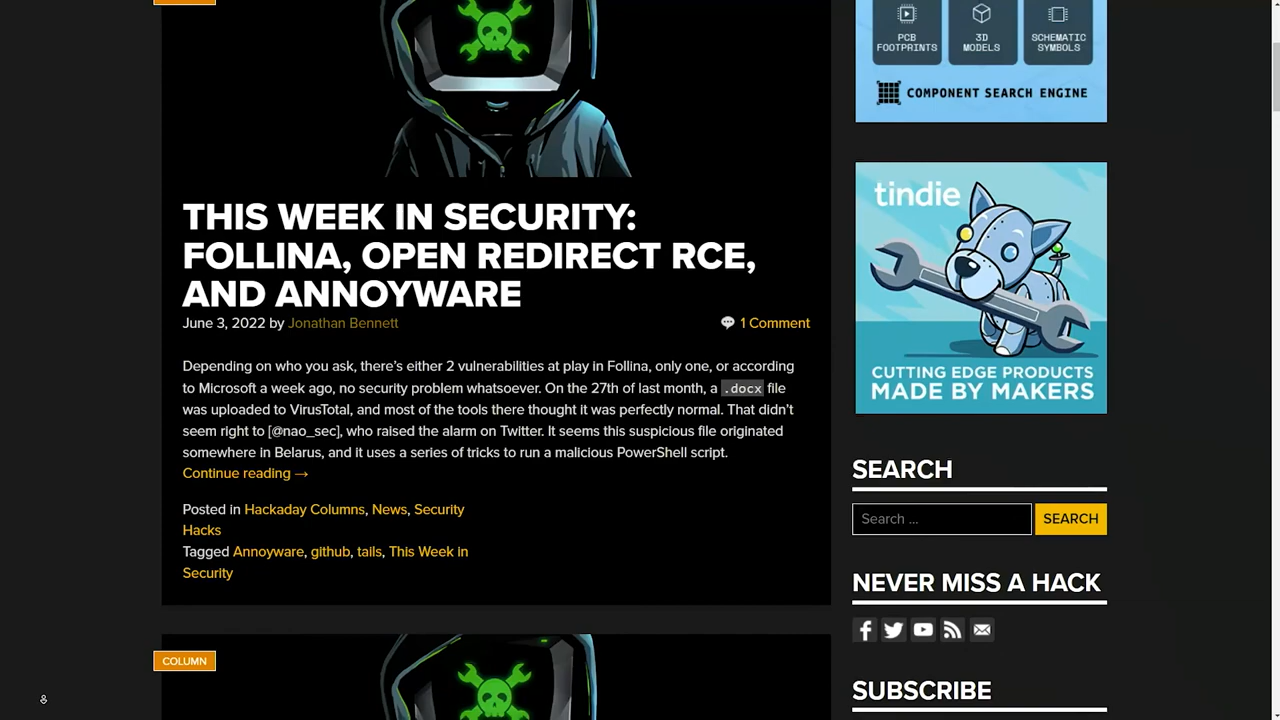 PCB FOOTPRINTS
3D MODELS
SCHEMATIC SYMBOLS
COMPONENT SEARCH ENGINE
THIS WEEK IN SECURITY:
FOLLINA, OPEN REDIRECT RCE,
AND ANNOYWARE
June 3, 2022 by Jonathan Bennett
1 Comment
Depending on who you ask, there’s either 2 vulnerabilities at play in Follina, only one, or according
to Microsoft a week ago, no security problem whatsoever. On the 27th of last month, a .docx file
was uploaded to VirusTotal, and most of the tools there thought it was perfectly normal. That didn’t
seem right to [@nao_sec], who raised the alarm on Twitter. It seems this suspicious file originated
somewhere in Belarus, and it uses a series of tricks to run a malicious PowerShell script.
Continue reading →
Posted in Hackaday Columns, News, Security
Hacks
Tagged Annoyware, github, tails, This Week in
Security
COLUMN
tindie
CUTTING EDGE PRODUCTS
MADE BY MAKERS
SEARCH
Search ...
SEARCH
NEVER MISS A HACK
SUBSCRIBE